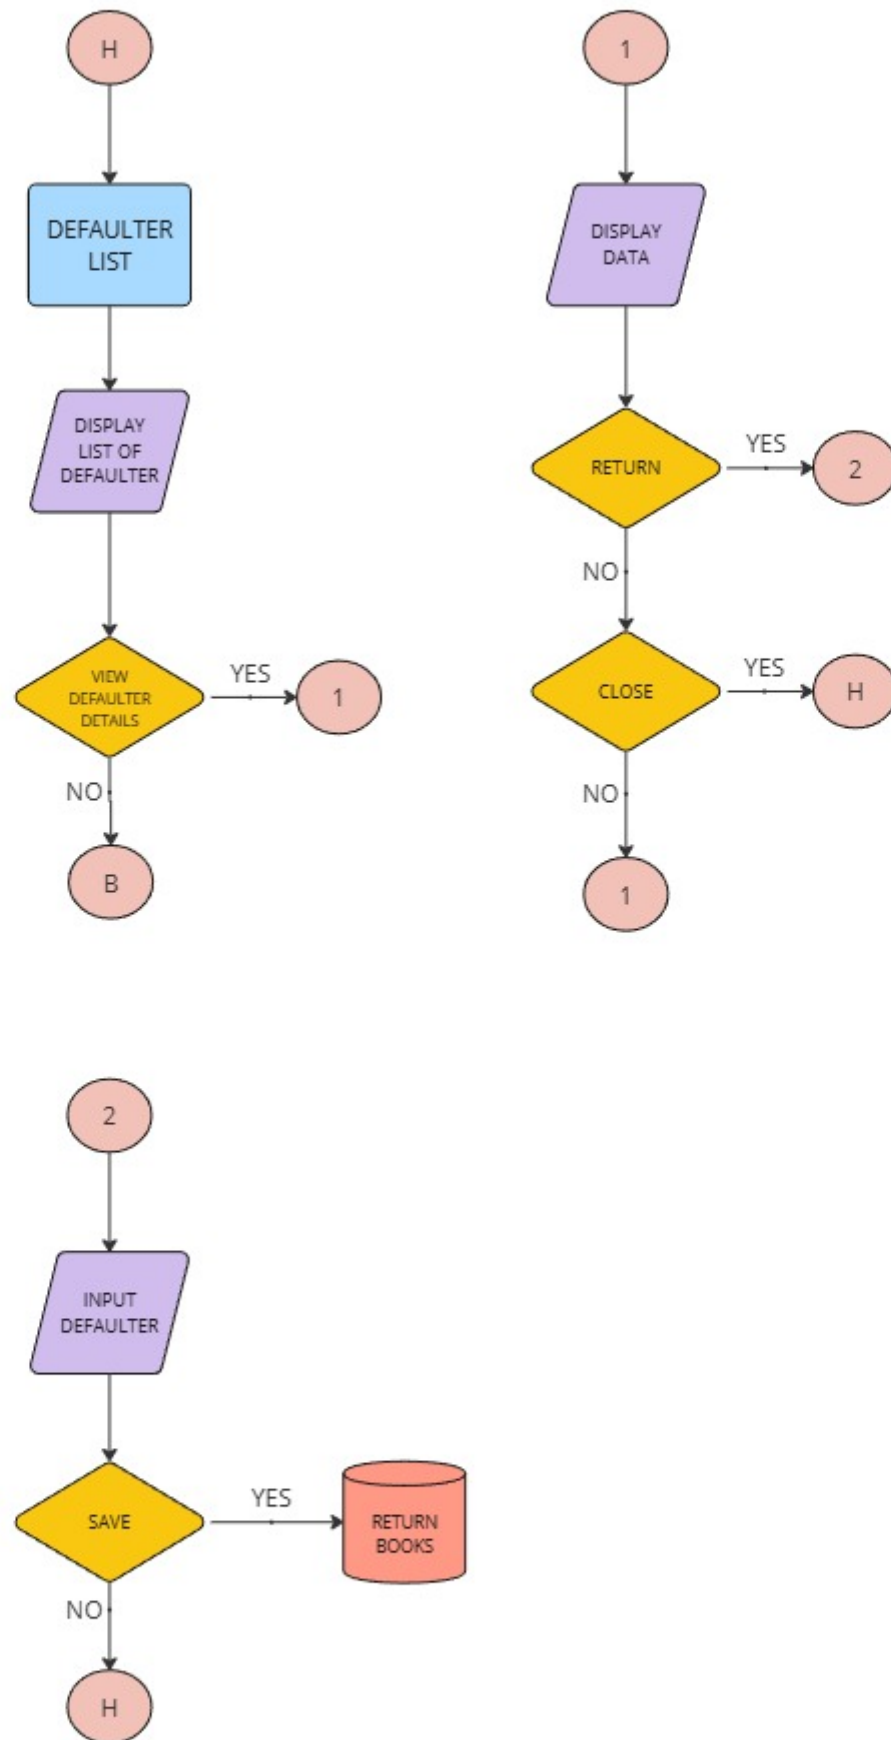 H
DEFAULTER
LIST
DISPLAY
LIST OF
DEFAULTER
VIEW
DEFAULTER
DETAILS
YES
1
NO
B
1
DISPLAY
DATA
RETURN
YES
2
NO
CLOSE
YES
H
NO
1
2
INPUT
DEFAULTER
SAVE
YES
RETURN
BOOKS
NO
H